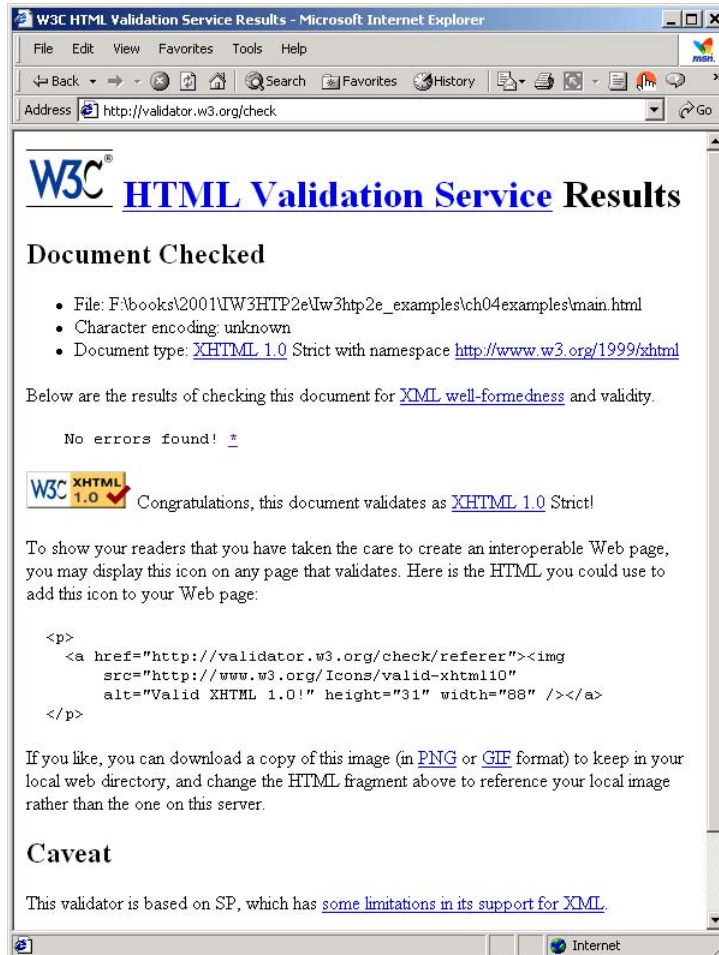 W3C HTML Validation Service Results - Microsoft Internet Explorer
File Edit View Favorites Tools Help
msn.
Back Search Favorites History
Address http://validator.w3.org/check Go
W3C® HTML Validation Service Results
Document Checked
• File: F:\books\2001\IW3HTP2e\Iw3htp2e_examples\ch04examples\main.html
• Character encoding: unknown
• Document type: XHTML 1.0 Strict with namespace http://www.w3.org/1999/xhtml
Below are the results of checking this document for XML well-formedness and validity.
No errors found! *
W3C XHTML 1.0 Congratulations, this document validates as XHTML 1.0 Strict!
To show your readers that you have taken the care to create an interoperable Web page,
you may display this icon on any page that validates. Here is the HTML you could use to
add this icon to your Web page:
<p>
<a href="http://validator.w3.org/check/referer"><img
src="http://www.w3.org/Icons/valid-xhtml10"
alt="Valid XHTML 1.0!" height="31" width="88" /></a>
</p>
If you like, you can download a copy of this image (in PNG or GIF format) to keep in your
local web directory, and change the HTML fragment above to reference your local image
rather than the one on this server.
Caveat
This validator is based on SP, which has some limitations in its support for XML.
Internet